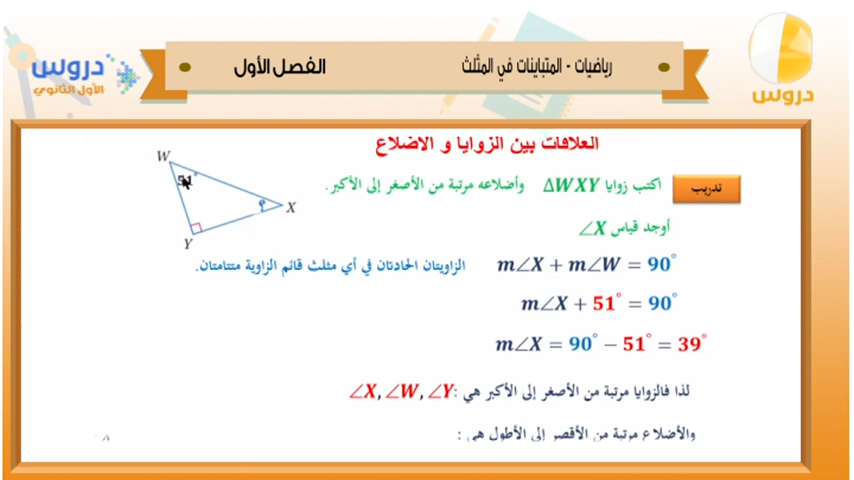 دروس
الأول الثانوي
رياضيات - المتباينات في المثلث
الفصل الأول
دروس
العلاقات بين الزوايا و الاضلاع
تدريب
اكتب زوايا ΔWXY وأضلاعه مرتبة من الأصغر إلى الأكبر.
W
51°
؟
X
Y
أوجد قياس ∠X
m∠X + m∠W = 90° الزاويتان الحادتان في أي مثلث قائم الزاوية متتامتان.
m∠X + 51° = 90°
m∠X = 90° − 51° = 39°
لذا فالزوايا مرتبة من الأصغر إلى الأكبر هي : ∠X, ∠W, ∠Y
والأضلاع مرتبة من الأقصر إلى الأطول هي :